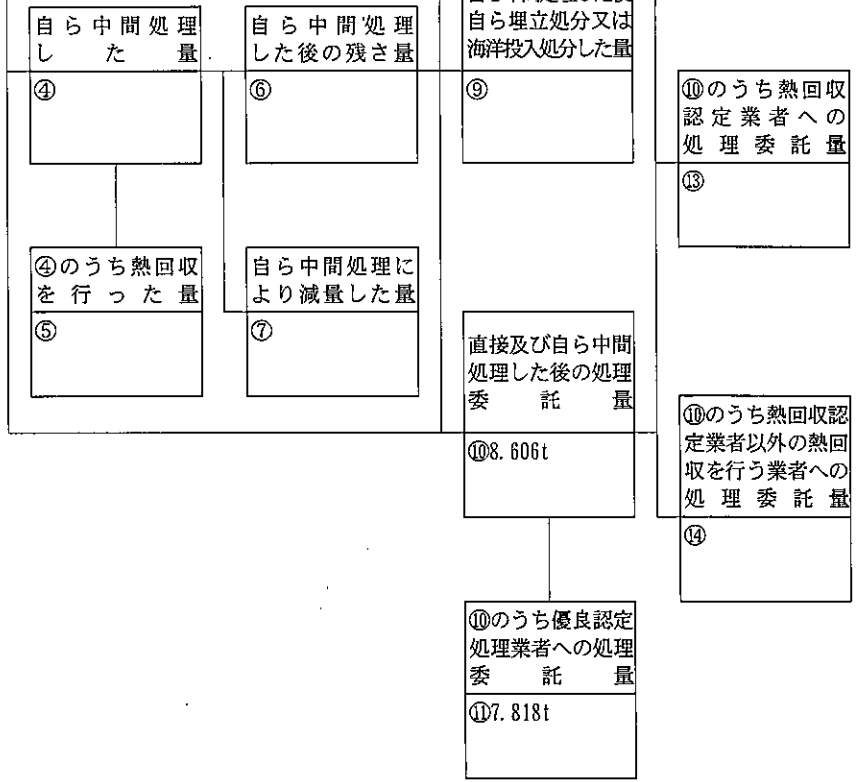 自ら中間処理
した量
④
自ら中間処理
した後の残さ量
⑥
自ら埋立処分又は
海洋投入処分した量
⑨
⑩のうち熱回収
認定業者への
処理委託量
⑬
④のうち熱回収
を行った量
⑤
自ら中間処理に
より減量した量
⑦
直接及び自ら中間
処理した後の処理
委託量
⑩8.606t
⑩のうち熱回収認
定業者以外の熱回
収を行う業者への
処理委託量
⑭
⑩のうち優良認定
処理業者への処理
委託量
⑪7.818t